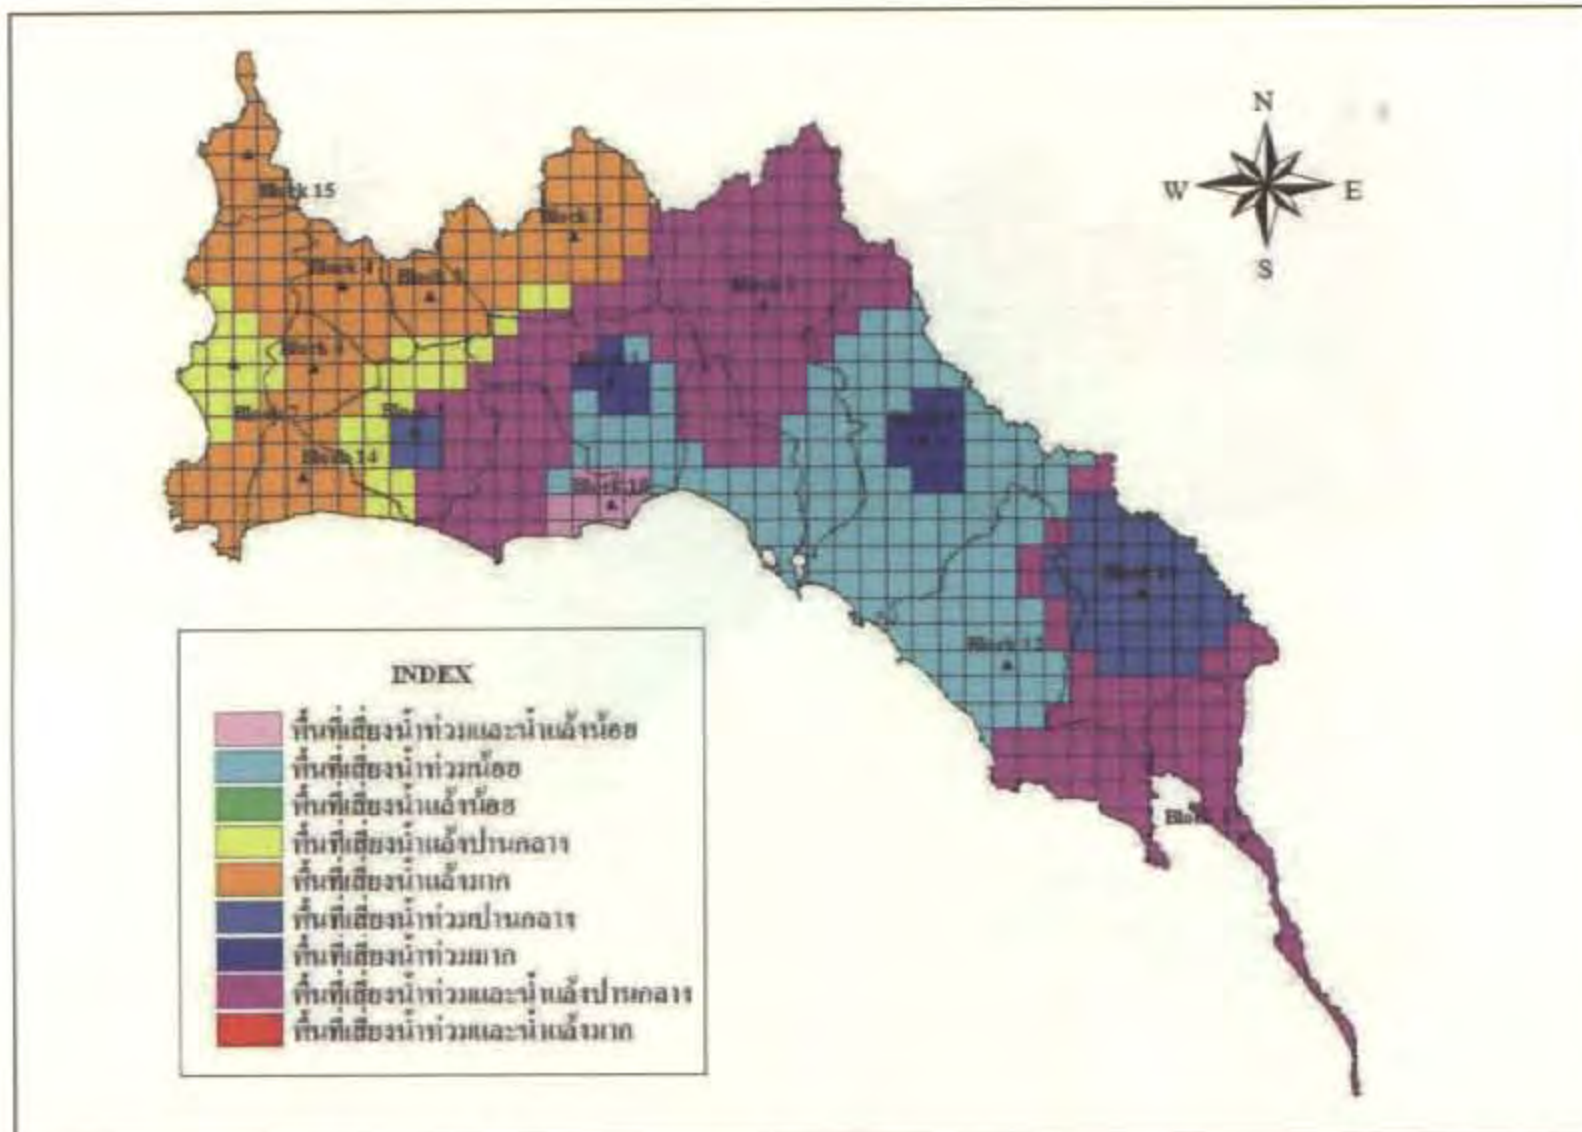 N
W E
S
Block 15
Block 4
Block 14
Block 12
INDEX
พื้นที่เสี่ยงน้ำท่วมและน้ำแล้งน้อย
พื้นที่เสี่ยงน้ำท่วมน้อย
พื้นที่เสี่ยงน้ำแล้งน้อย
พื้นที่เสี่ยงน้ำแล้งปานกลาง
พื้นที่เสี่ยงน้ำแล้งมาก
พื้นที่เสี่ยงน้ำท่วมปานกลาง
พื้นที่เสี่ยงน้ำท่วมมาก
พื้นที่เสี่ยงน้ำท่วมและน้ำแล้งปานกลาง
พื้นที่เสี่ยงน้ำท่วมและน้ำแล้งมาก